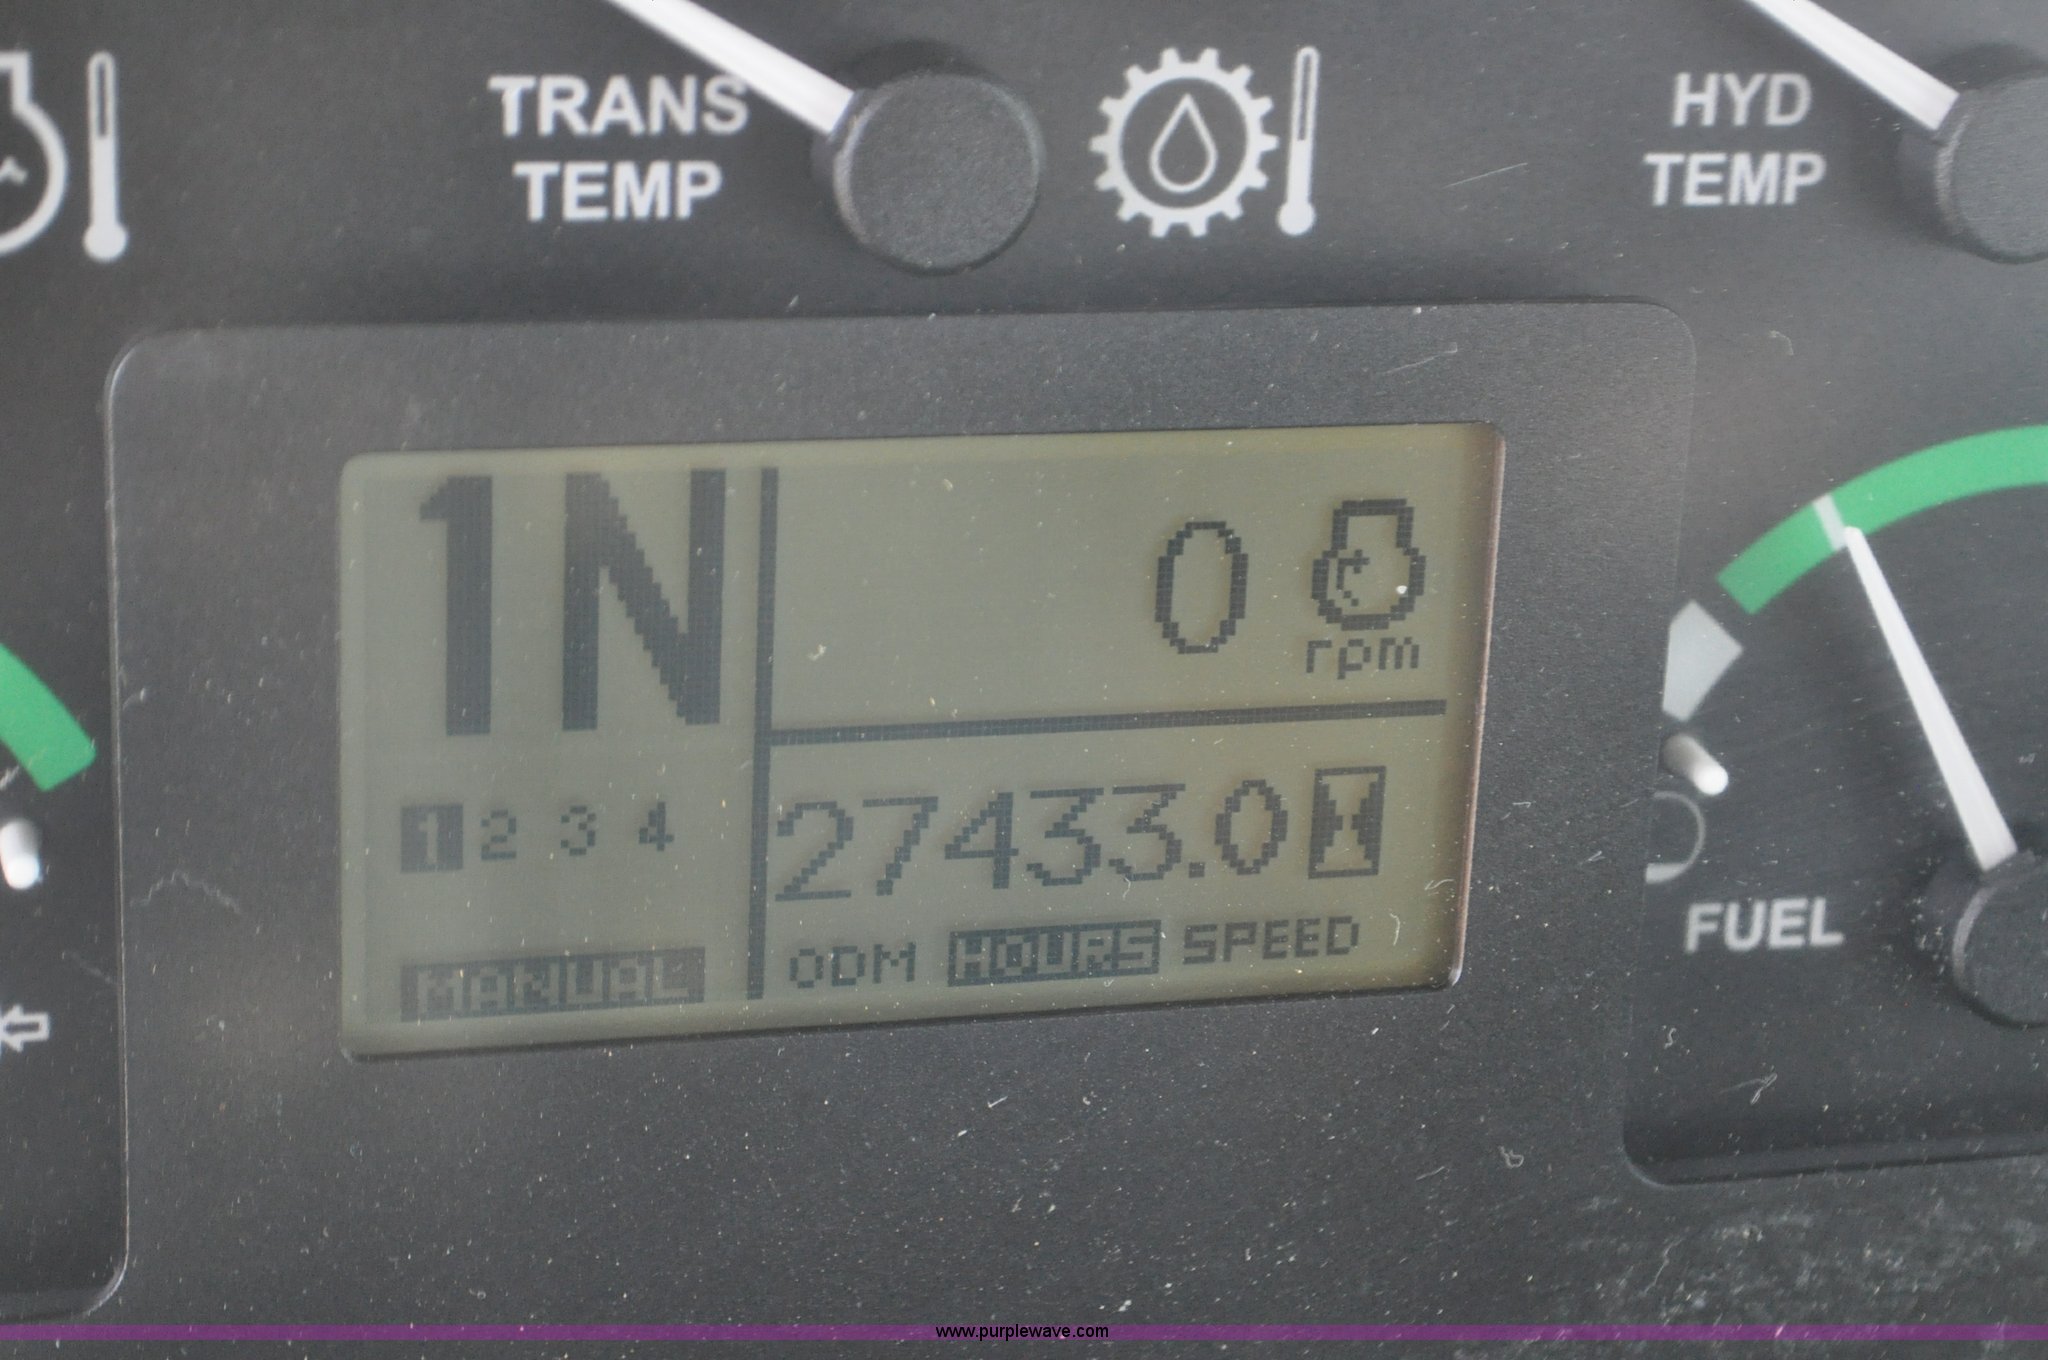 TRANS
TEMP
HYD
TEMP
1N
0
rpm
1 2 3 4
27433.0
MANUAL
ODM HOURS SPEED
FUEL
www.purplewave.com